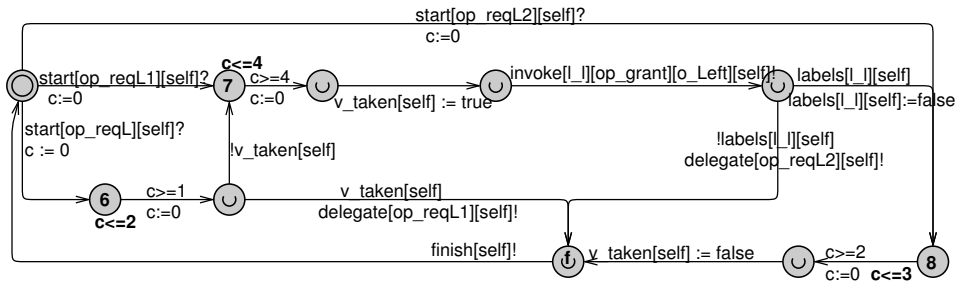 start[op_reqL2][self]?
c:=0
c<=4
start[op_reqL1][self]?
7
c>=4
invoke[l_l][op_grant][o_Left][self]!
labels[l_l][self]
c:=0
c:=0
v_taken[self] := true
labels[l_l][self]:=false
start[op_reqL][self]?
c := 0
!v_taken[self]
!labels[l_l][self]
delegate[op_reqL2][self]!
6
c>=1
v_taken[self]
c<=2
c:=0
delegate[op_reqL1][self]!
finish[self]!
f
v_taken[self] := false
c>=2
8
c:=0
c<=3